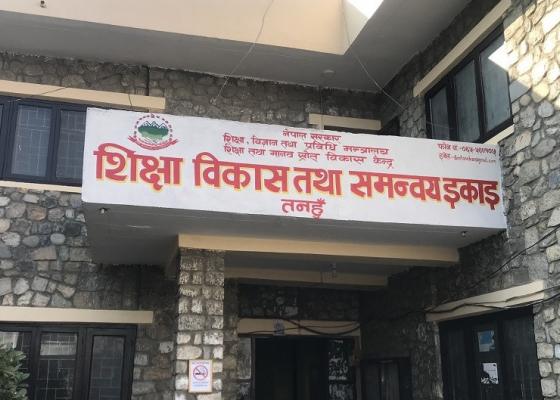 नेपाल सरकार
शिक्षा, विज्ञान तथा प्रविधि मन्त्रालय
शिक्षा तथा मानव स्रोत विकास केन्द्र
शिक्षा विकास तथा समन्वय इकाइ
तनहुँ
फोन नं.